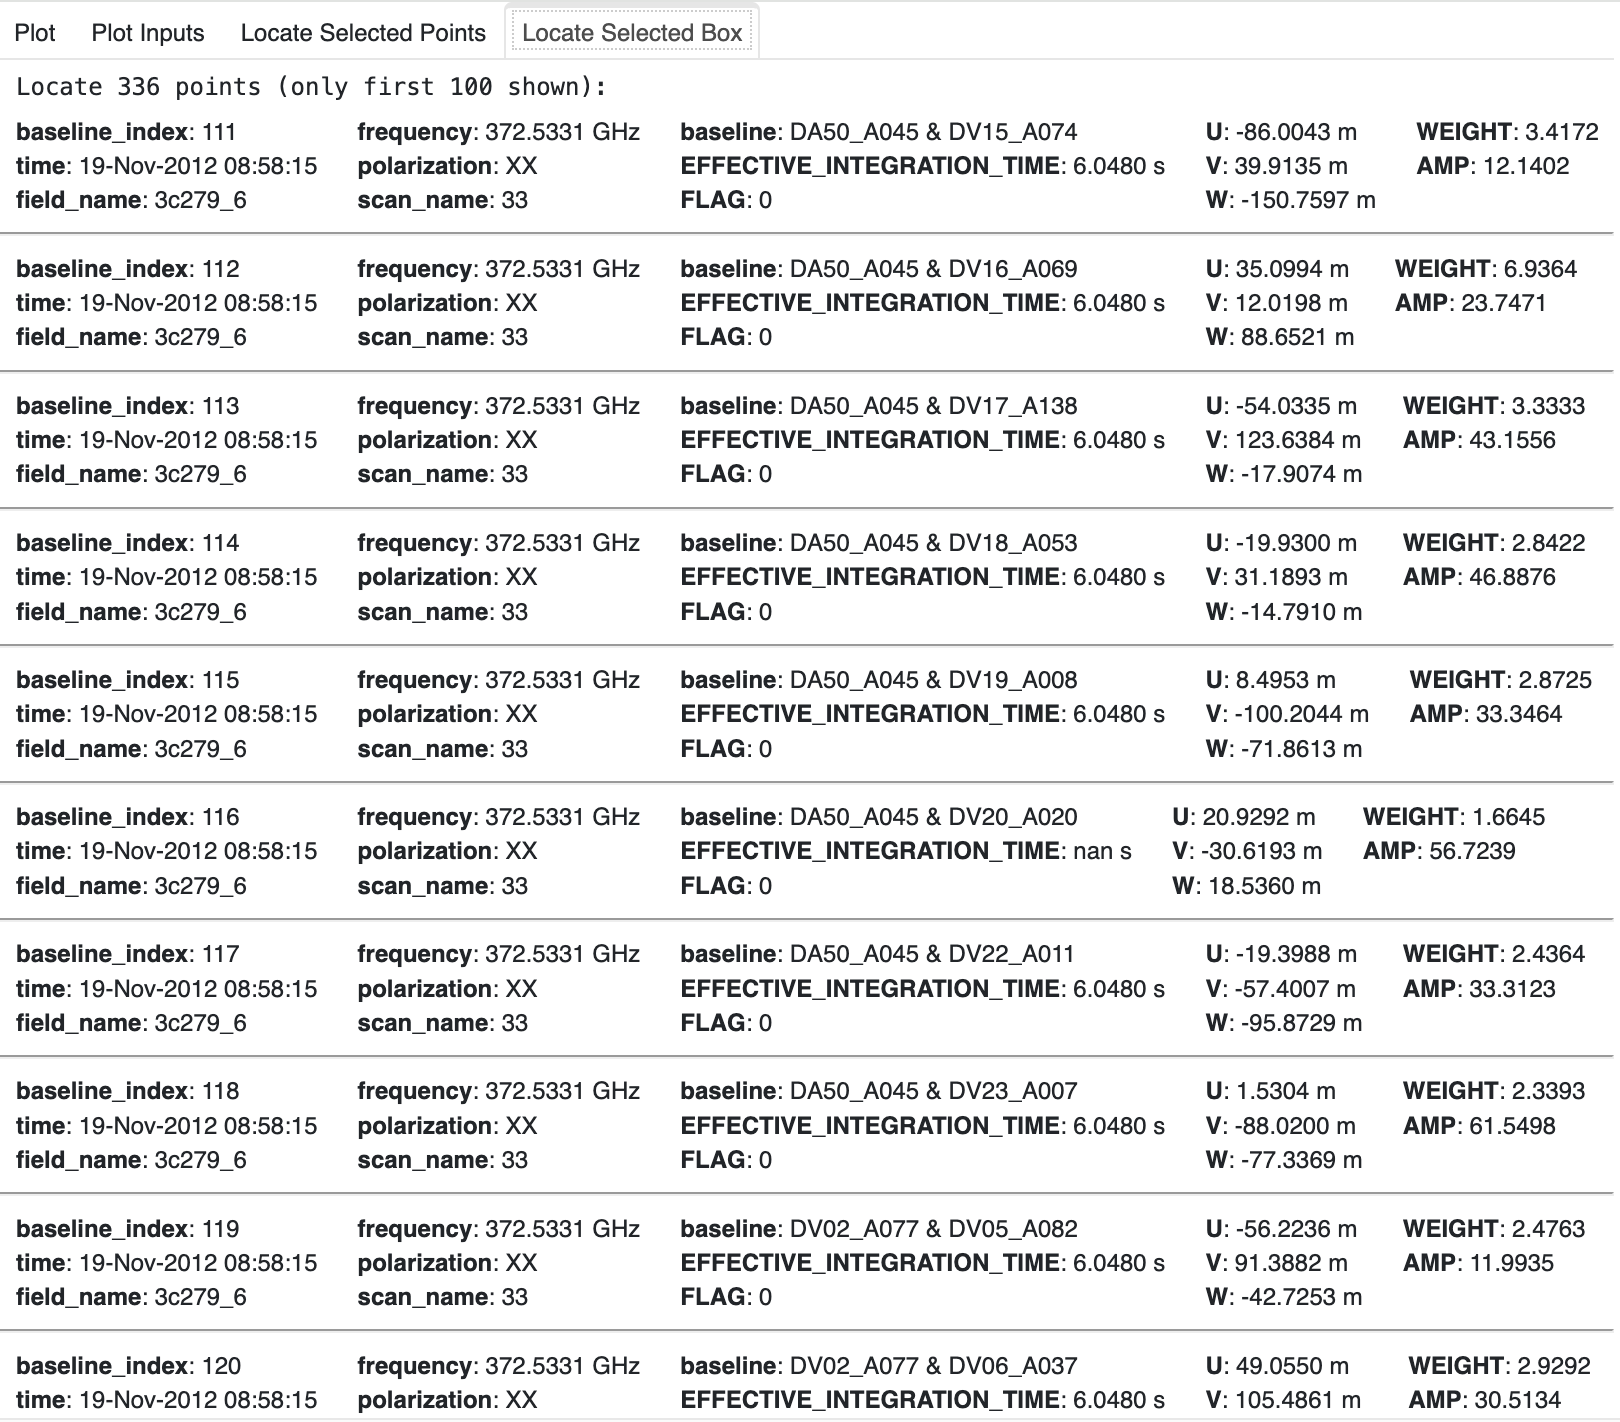 Plot Plot Inputs Locate Selected Points Locate Selected Box
Locate 336 points (only first 100 shown):
baseline_index: 111 frequency: 372.5331 GHz baseline: DA50_A045 & DV15_A074 U: -86.0043 m WEIGHT: 3.4172
time: 19-Nov-2012 08:58:15 polarization: XX EFFECTIVE_INTEGRATION_TIME: 6.0480 s V: 39.9135 m AMP: 12.1402
field_name: 3c279_6 scan_name: 33 FLAG: 0 W: -150.7597 m
baseline_index: 112 frequency: 372.5331 GHz baseline: DA50_A045 & DV16_A069 U: 35.0994 m WEIGHT: 6.9364
time: 19-Nov-2012 08:58:15 polarization: XX EFFECTIVE_INTEGRATION_TIME: 6.0480 s V: 12.0198 m AMP: 23.7471
field_name: 3c279_6 scan_name: 33 FLAG: 0 W: 88.6521 m
baseline_index: 113 frequency: 372.5331 GHz baseline: DA50_A045 & DV17_A138 U: -54.0335 m WEIGHT: 3.3333
time: 19-Nov-2012 08:58:15 polarization: XX EFFECTIVE_INTEGRATION_TIME: 6.0480 s V: 123.6384 m AMP: 43.1556
field_name: 3c279_6 scan_name: 33 FLAG: 0 W: -17.9074 m
baseline_index: 114 frequency: 372.5331 GHz baseline: DA50_A045 & DV18_A053 U: -19.9300 m WEIGHT: 2.8422
time: 19-Nov-2012 08:58:15 polarization: XX EFFECTIVE_INTEGRATION_TIME: 6.0480 s V: 31.1893 m AMP: 46.8876
field_name: 3c279_6 scan_name: 33 FLAG: 0 W: -14.7910 m
baseline_index: 115 frequency: 372.5331 GHz baseline: DA50_A045 & DV19_A008 U: 8.4953 m WEIGHT: 2.8725
time: 19-Nov-2012 08:58:15 polarization: XX EFFECTIVE_INTEGRATION_TIME: 6.0480 s V: -100.2044 m AMP: 33.3464
field_name: 3c279_6 scan_name: 33 FLAG: 0 W: -71.8613 m
baseline_index: 116 frequency: 372.5331 GHz baseline: DA50_A045 & DV20_A020 U: 20.9292 m WEIGHT: 1.6645
time: 19-Nov-2012 08:58:15 polarization: XX EFFECTIVE_INTEGRATION_TIME: nan s V: -30.6193 m AMP: 56.7239
field_name: 3c279_6 scan_name: 33 FLAG: 0 W: 18.5360 m
baseline_index: 117 frequency: 372.5331 GHz baseline: DA50_A045 & DV22_A011 U: -19.3988 m WEIGHT: 2.4364
time: 19-Nov-2012 08:58:15 polarization: XX EFFECTIVE_INTEGRATION_TIME: 6.0480 s V: -57.4007 m AMP: 33.3123
field_name: 3c279_6 scan_name: 33 FLAG: 0 W: -95.8729 m
baseline_index: 118 frequency: 372.5331 GHz baseline: DA50_A045 & DV23_A007 U: 1.5304 m WEIGHT: 2.3393
time: 19-Nov-2012 08:58:15 polarization: XX EFFECTIVE_INTEGRATION_TIME: 6.0480 s V: -88.0200 m AMP: 61.5498
field_name: 3c279_6 scan_name: 33 FLAG: 0 W: -77.3369 m
baseline_index: 119 frequency: 372.5331 GHz baseline: DV02_A077 & DV05_A082 U: -56.2236 m WEIGHT: 2.4763
time: 19-Nov-2012 08:58:15 polarization: XX EFFECTIVE_INTEGRATION_TIME: 6.0480 s V: 91.3882 m AMP: 11.9935
field_name: 3c279_6 scan_name: 33 FLAG: 0 W: -42.7253 m
baseline_index: 120 frequency: 372.5331 GHz baseline: DV02_A077 & DV06_A037 U: 49.0550 m WEIGHT: 2.9292
time: 19-Nov-2012 08:58:15 polarization: XX EFFECTIVE_INTEGRATION_TIME: 6.0480 s V: 105.4861 m AMP: 30.5134